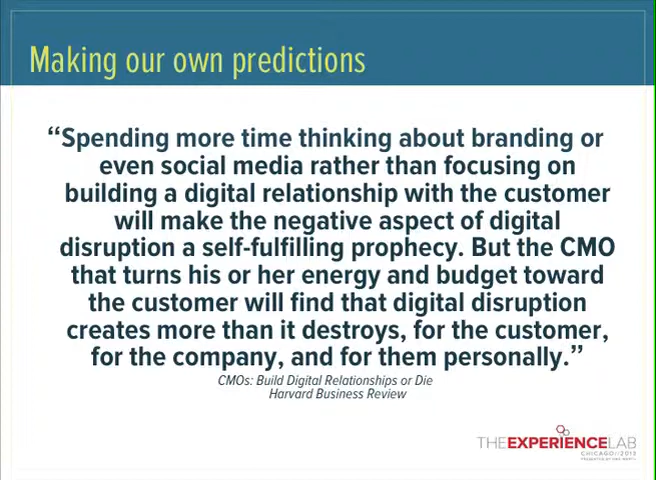 Making our own predictions
“Spending more time thinking about branding or
even social media rather than focusing on
building a digital relationship with the customer
will make the negative aspect of digital
disruption a self-fulfilling prophecy. But the CMO
that turns his or her energy and budget toward
the customer will find that digital disruption
creates more than it destroys, for the customer,
for the company, and for them personally.”
CMOs: Build Digital Relationships or Die
Harvard Business Review
THEEXPERIENCELAB
CHICAGO//2013